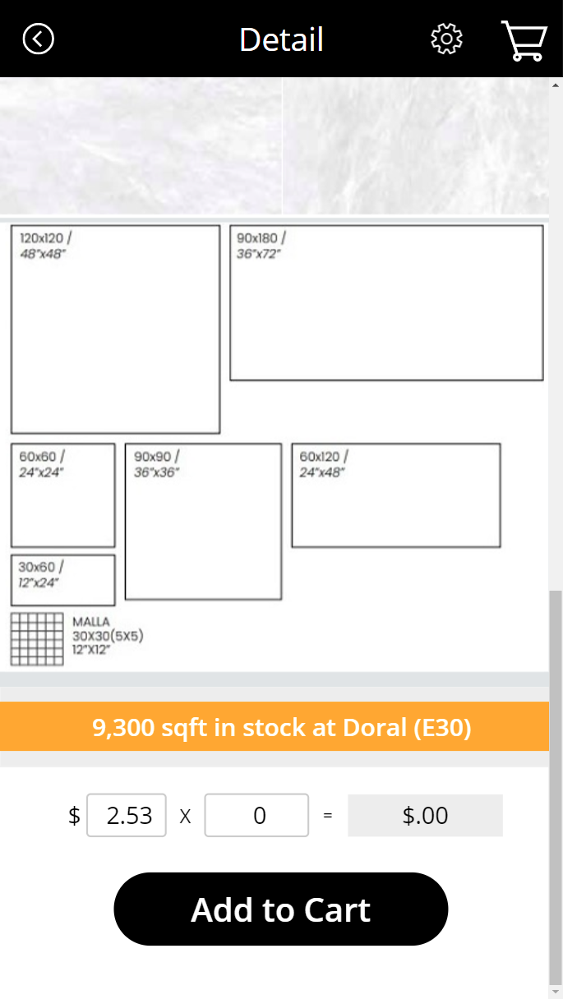 Detail
120x120 /
48"x48"
90x180 /
36"x72"
60x60 /
24"x24"
90x90 /
36"x36"
60x120 /
24"x48"
30x60 /
12"x24"
MALLA
30X30(5X5)
12"X12"
9,300 sqft in stock at Doral (E30)
$ 2.53 X 0 = $.00
Add to Cart